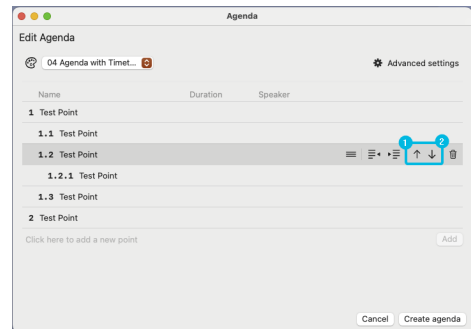 Agenda
Edit Agenda
04 Agenda with Timet... Advanced settings
Name Duration Speaker
1 Test Point
1.1 Test Point
1 2
1.2 Test Point
1.2.1 Test Point
1.3 Test Point
2 Test Point
Click here to add a new point Add
Cancel Create agenda